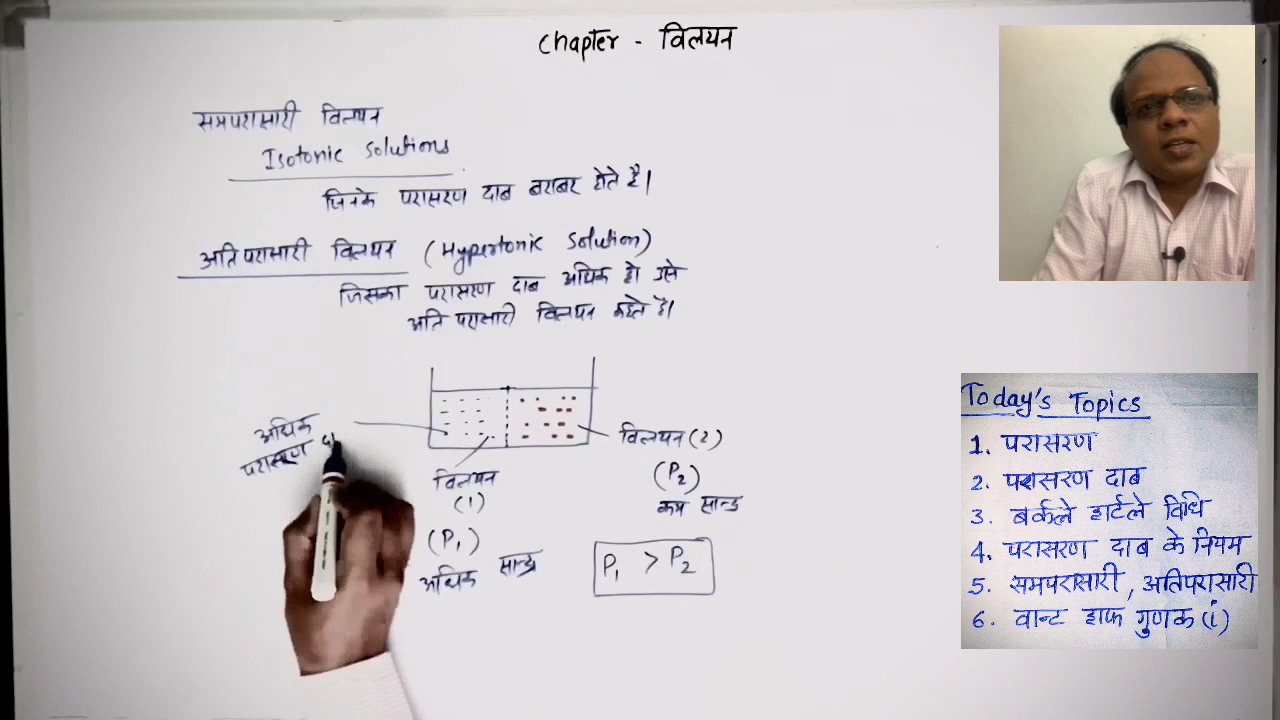 Chapter - विलयन
समपरासारी विलयन
Isotonic Solutions
जिनके परासरण दाब बराबर होते है।
अतिपरासारी विलयन (Hypertonic Solution)
जिसका परासरण दाब अधिक हो उसे
अति परासारी विलयन कहते है।
अधिक
परासरण
विलयन
(1)
(P₁)
अधिक सान्द्र
विलयन (2)
(P₂)
कम सान्द्र
P₁ > P₂
Today's Topics
1. परासरण
2. परासरण दाब
3. बर्कले हार्टले विधि
4. परासरण दाब के नियम
5. समपरासारी, अतिपरासारी
6. वान्ट हाफ गुणक (i)